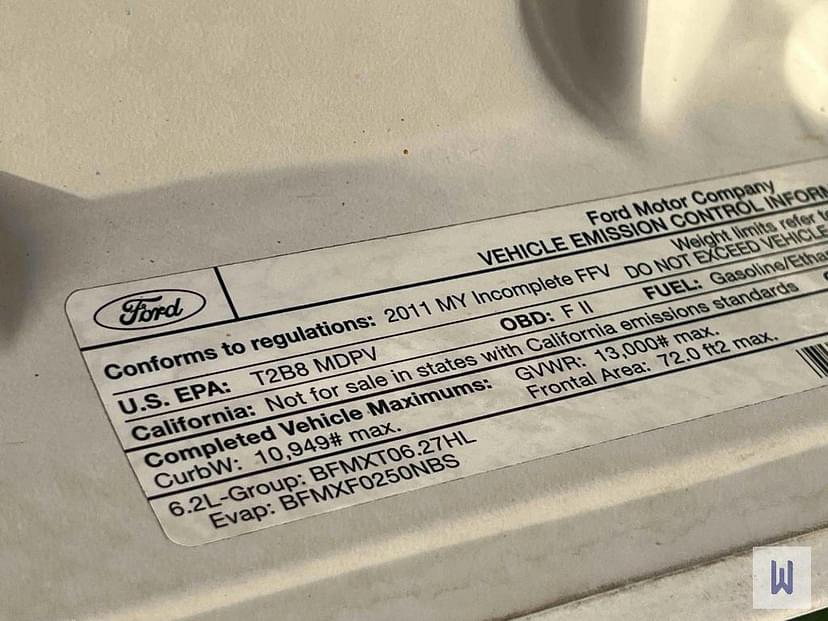 Ford Motor Company
VEHICLE EMISSION CONTROL
Ford
Conforms to regulations: 2011 MY Incomplete FFV
Weight limits refer to
DO NOT EXCEED VEHICLE
U.S. EPA: T2B8 MDPV OBD: F II FUEL: Gasoline/
California: Not for sale in states with California emissions standards
Completed Vehicle Maximums: GVWR: 13,000# max.
CurbW: 10,949# max. Frontal Area: 72.0 ft2 max.
6.2L-Group: BFMXT06.27HL
Evap: BFMXF0250NBS
W